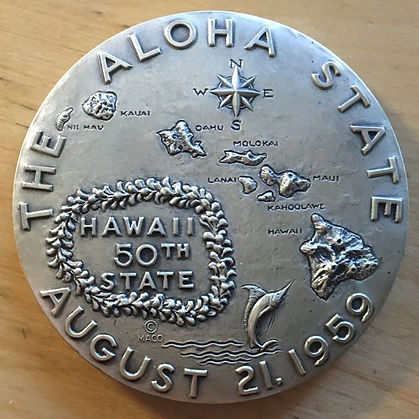 THE ALOHA STATE
N
W E
S
NII HAU
KAUAI
OAHU
MOLOKAI
LANAI
MAUI
KAHOOLAWE
HAWAII
HAWAII
50TH
STATE
©
MACO
AUGUST 21, 1959